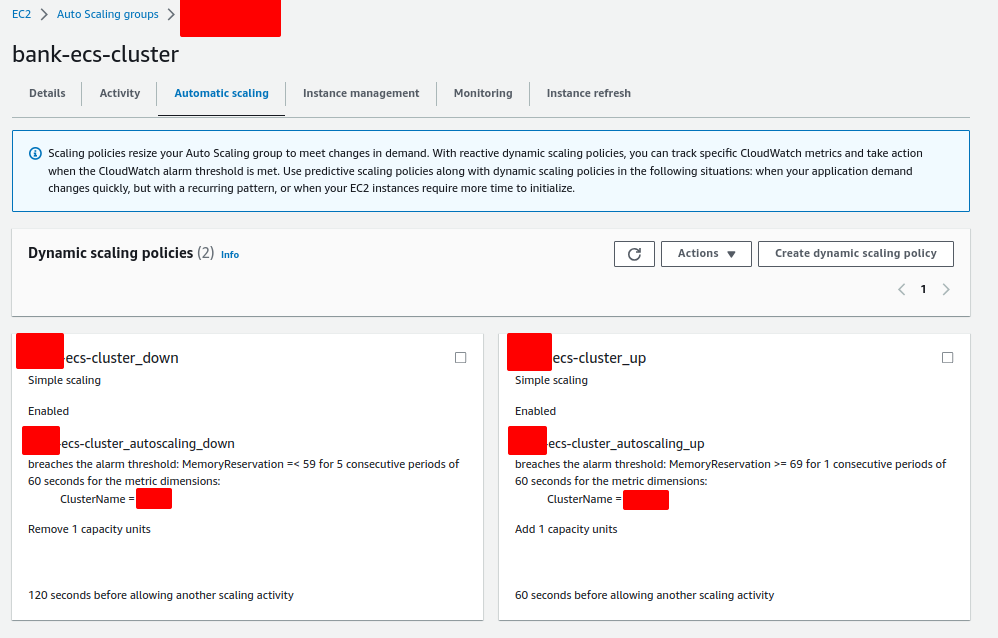 EC2 > Auto Scaling groups >
bank-ecs-cluster
Details Activity Automatic scaling Instance management Monitoring Instance refresh
Scaling policies resize your Auto Scaling group to meet changes in demand. With reactive dynamic scaling policies, you can track specific CloudWatch metrics and take action
when the CloudWatch alarm threshold is met. Use predictive scaling policies along with dynamic scaling policies in the following situations: when your application demand
changes quickly, but with a recurring pattern, or when your EC2 instances require more time to initialize.
Dynamic scaling policies (2) Info
Actions ▼ Create dynamic scaling policy
< 1 >
-ecs-cluster_down
Simple scaling
Enabled
-ecs-cluster_autoscaling_down
breaches the alarm threshold: MemoryReservation =< 59 for 5 consecutive periods of
60 seconds for the metric dimensions:
ClusterName =
Remove 1 capacity units
120 seconds before allowing another scaling activity
ecs-cluster_up
Simple scaling
Enabled
-ecs-cluster_autoscaling_up
breaches the alarm threshold: MemoryReservation >= 69 for 1 consecutive periods of
60 seconds for the metric dimensions:
ClusterName =
Add 1 capacity units
60 seconds before allowing another scaling activity